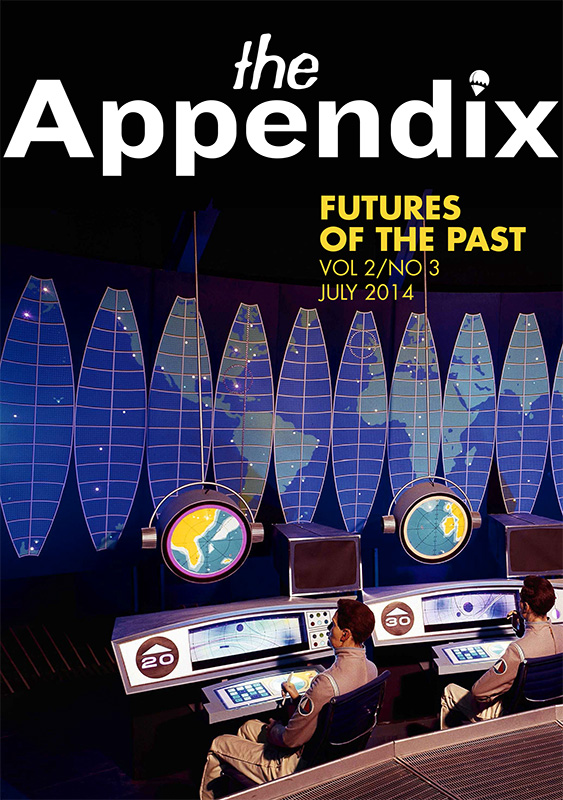 the
Appendix
FUTURES
OF THE PAST
VOL 2/NO 3
JULY 2014
20
30